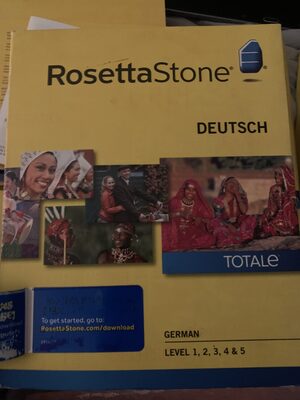 RosettaStone
DEUTSCH
TOTALe
To get started, go to:
RosettaStone.com/download
GERMAN
LEVEL 1, 2, 3, 4 & 5